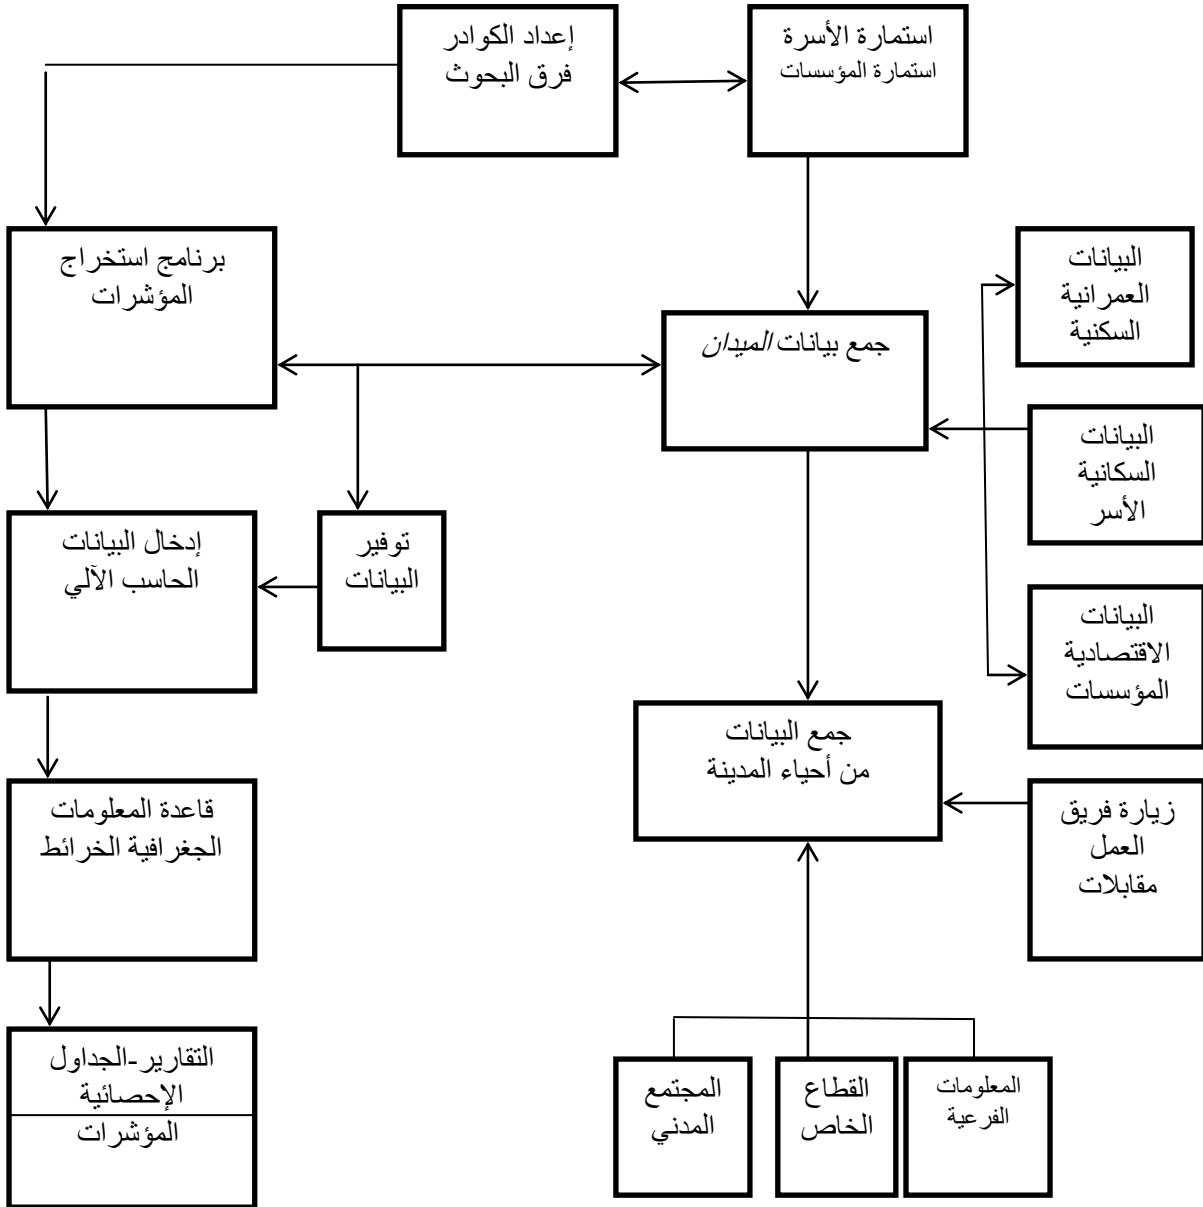 استمارة الأسرة
استمارة المؤسسات
إعداد الكوادر
فرق البحوث
برنامج استخراج
المؤشرات
البيانات
العمرانية
السكنية
جمع بيانات الميدان
البيانات
السكانية
الأسر
توفير
البيانات
إدخال البيانات
الحاسب الآلي
البيانات
الاقتصادية
المؤسسات
جمع البيانات
من أحياء المدينة
زيارة فريق
العمل
مقابلات
قاعدة المعلومات
الجغرافية الخرائط
المعلومات
الفرعية
القطاع
الخاص
المجتمع
المدني
التقارير-الجداول
الإحصائية
المؤشرات